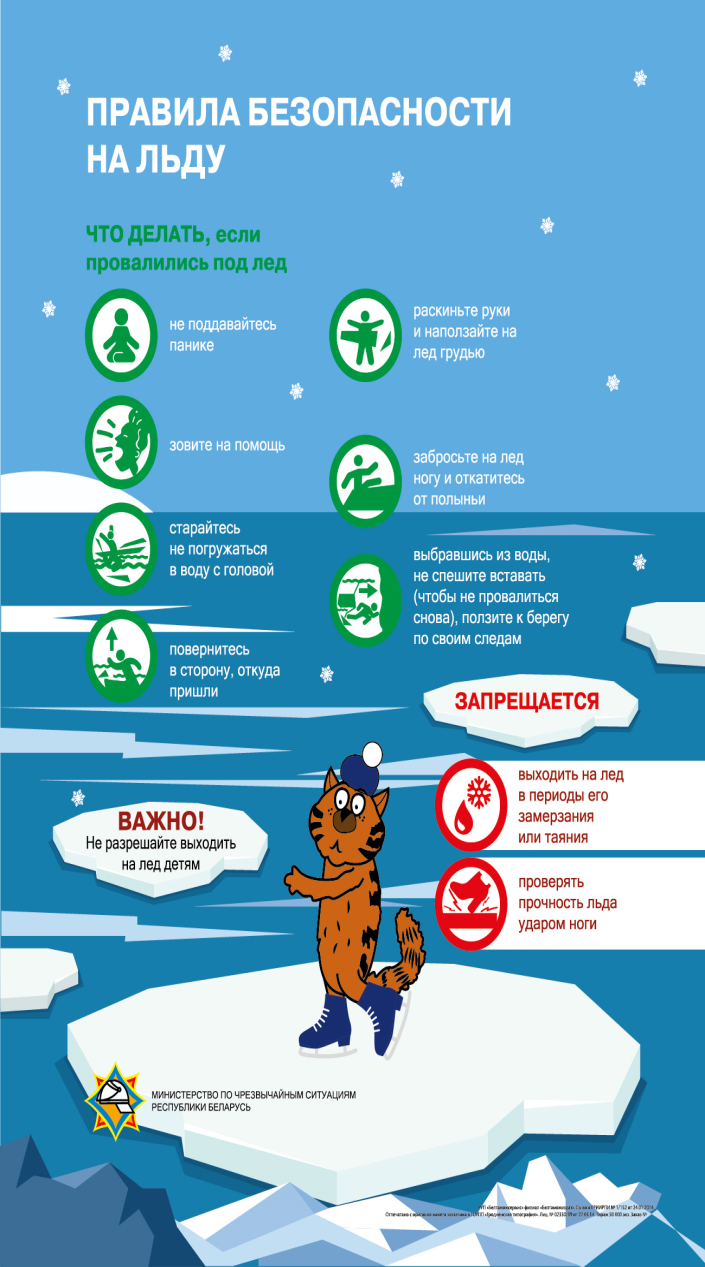 ПРАВИЛА БЕЗОПАСНОСТИ
НА ЛЬДУ
ЧТО ДЕЛАТЬ, если
провалились под лед
не поддавайтесь
панике
зовите на помощь
старайтесь
не погружаться
в воду с головой
повернитесь
в сторону, откуда
пришли
раскиньте руки
и наползайте на
лед грудью
забросьте на лед
ногу и откатитесь
от полыньи
выбравшись из воды,
не спешите вставать
(чтобы не провалиться
снова), ползите к берегу
по своим следам
ЗАПРЕЩАЕТСЯ
выходить на лед
в периоды его
замерзания
или таяния
проверять
прочность льда
ударом ноги
ВАЖНО!
Не разрешайте выходить
на лед детям
МИНИСТЕРСТВО ПО ЧРЕЗВЫЧАЙНЫМ СИТУАЦИЯМ
РЕСПУБЛИКИ БЕЛАРУСЬ